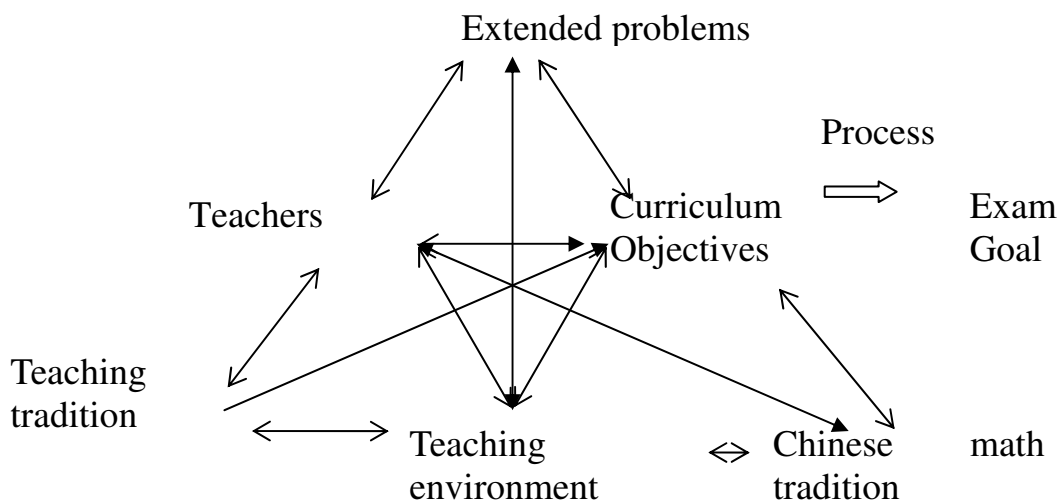 Extended problems
Process
Teachers
Curriculum
Objectives
Exam
Goal
Teaching
tradition
Teaching
environment
Chinese math
tradition